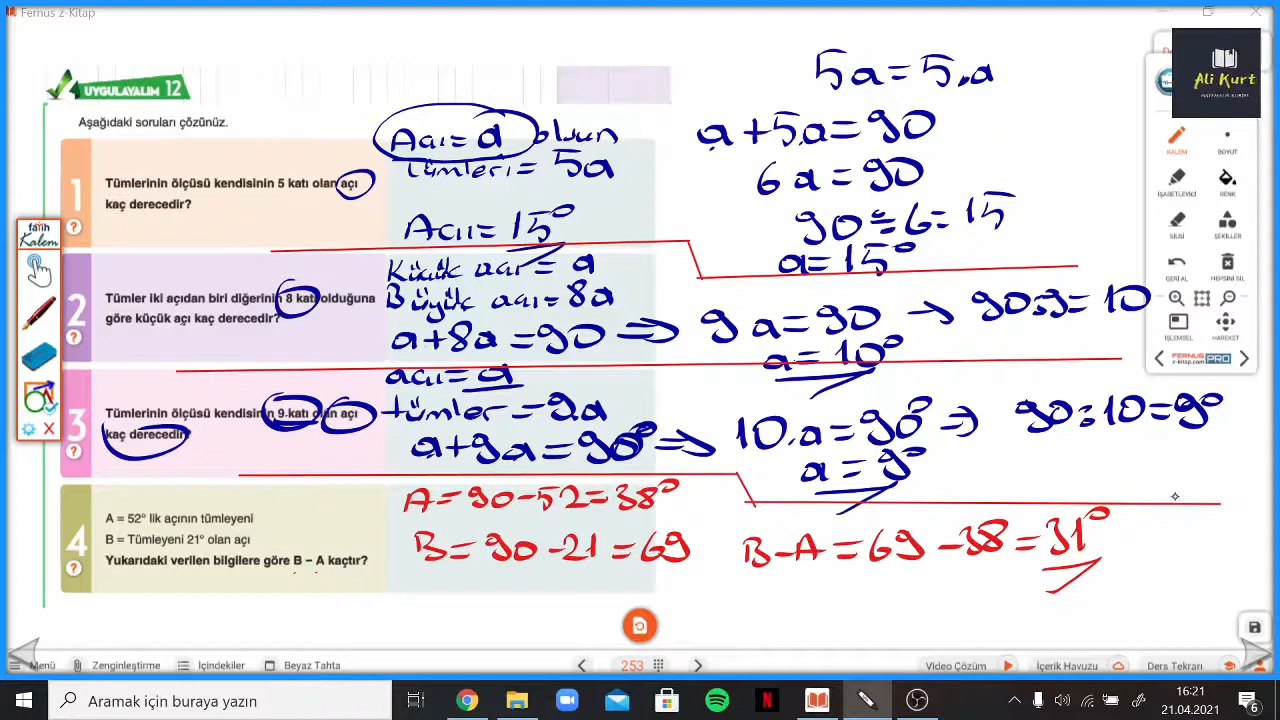 Fernus z-Kitap
UYGULAYALIM 12
Aşağıdaki soruları çözünüz.
1
Tümlerinin ölçüsü kendisinin 5 katı olan açı
kaç derecedir?
Açı = a olsun
Tümleri = 5a
Açı = 15°
5a = 5.a
a + 5.a = 90
6a = 90
90 ÷ 6 = 15
a = 15°
2
Tümler iki açıdan biri diğerinin 8 katı olduğuna
göre küçük açı kaç derecedir?
Küçük açı = a
Büyük açı = 8a
a + 8a = 90 ⇒ 9a = 90 → 90:9 = 10
a = 10°
3
Tümlerinin ölçüsü kendisinin 9 katı olan açı
kaç derecedir?
açı = a
tümler = 9a
a + 9a = 90° ⇒ 10.a = 90° ⇒ 90:10 = 9°
a = 9°
4
A = 52° lik açının tümleyeni
B = Tümleyeni 21° olan açı
Yukarıdaki verilen bilgilere göre B – A kaçtır?
A = 90 - 52 = 38°
B = 90 - 21 = 69
B - A = 69 - 38 = 31°
fatih
Kalem
Ali Kurt
KALEM
BOYUT
İŞARETLEYİCİ
RENK
SİLGİ
ŞEKİLLER
GERİ AL
HEPSİNİ SİL
İŞLEMSEL
HAREKET
FERNUS
z-kitap.com
PRO
Menü
Zenginleştirme
İçindekiler
Beyaz Tahta
253
Video Çözüm
İçerik Havuzu
Ders Tekrarı
Aramak için buraya yazın
16:21
21.04.2021
6